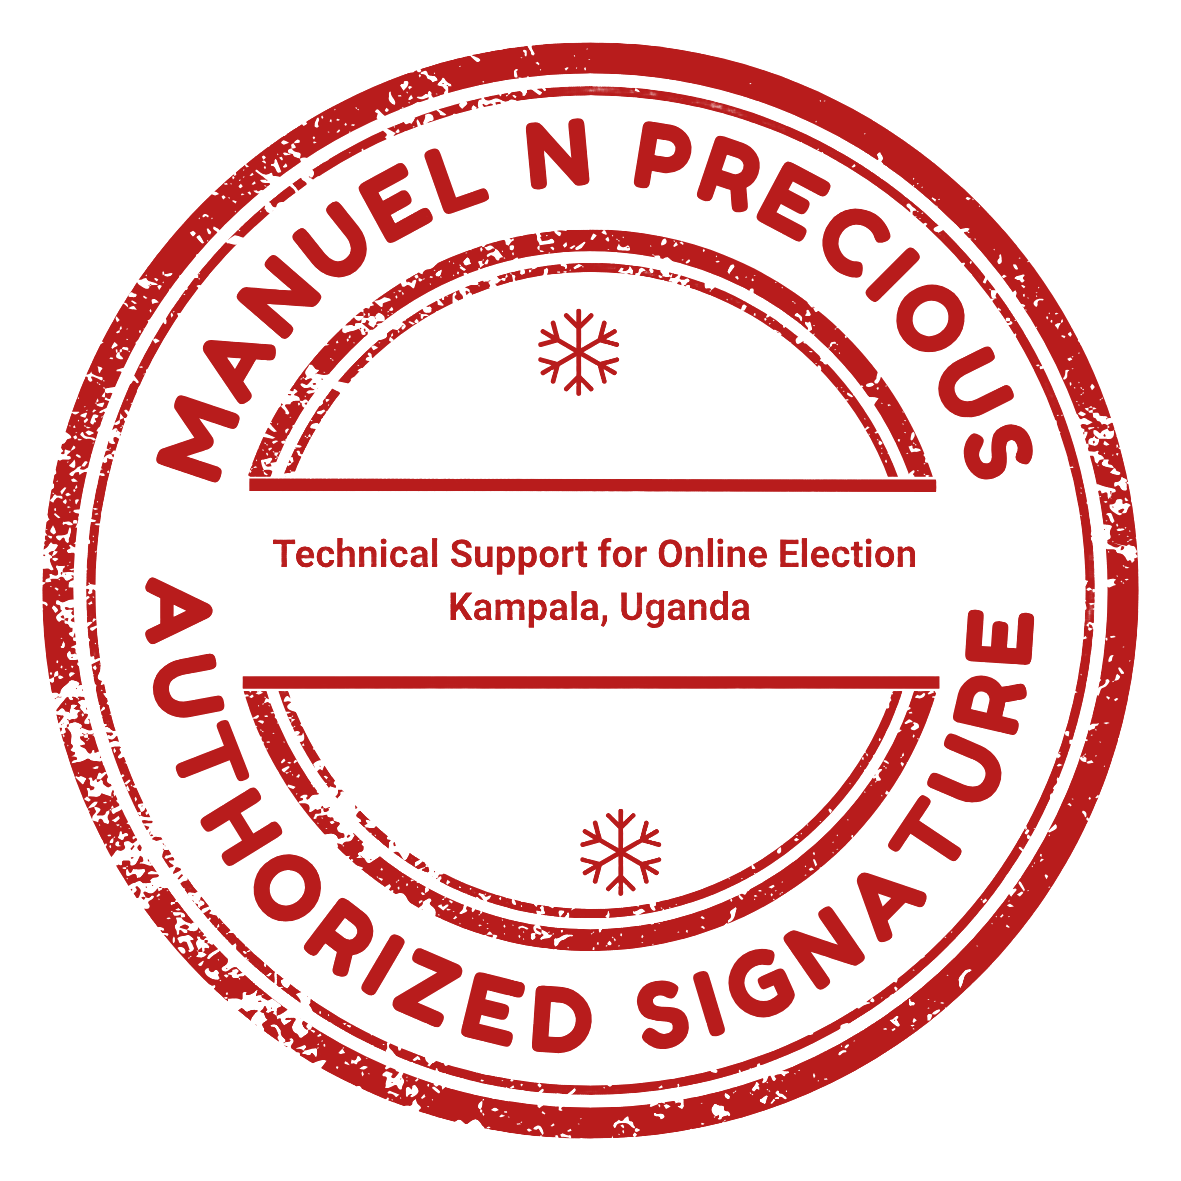 MANUEL N PRECIOUS
Technical Support for Online Election
Kampala, Uganda
AUTHORIZED SIGNATURE